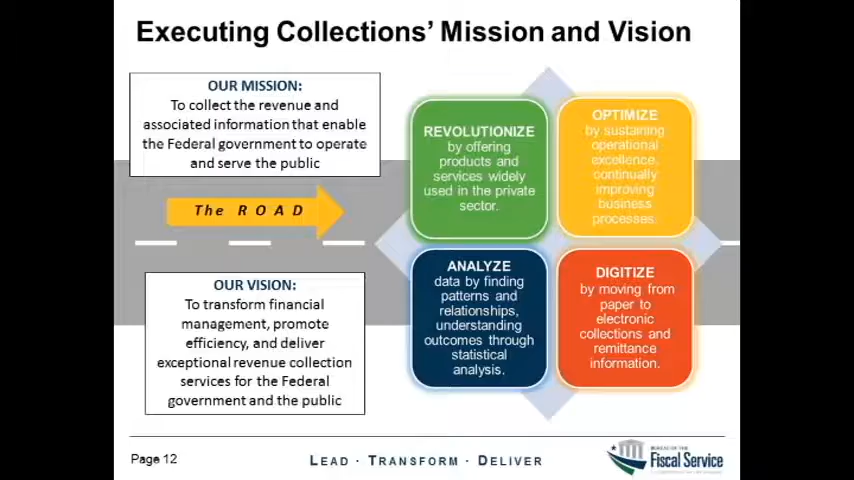 Executing Collections' Mission and Vision
OUR MISSION:
To collect the revenue and
associated information that enable
the Federal government to operate
and serve the public
The ROAD
OUR VISION:
To transform financial
management, promote
efficiency, and deliver
exceptional revenue collection
services for the Federal
government and the public
REVOLUTIONIZE
by offering
products and
services widely
used in the private
sector.
OPTIMIZE
by sustaining
operational
excellence,
continually
improving
business
processes.
ANALYZE
data by finding
patterns and
relationships,
understanding
outcomes through
statistical
analysis.
DIGITIZE
by moving from
paper to
electronic
collections and
remittance
information.
Page 12
LEAD · TRANSFORM · DELIVER
BUREAU OF THE
Fiscal Service